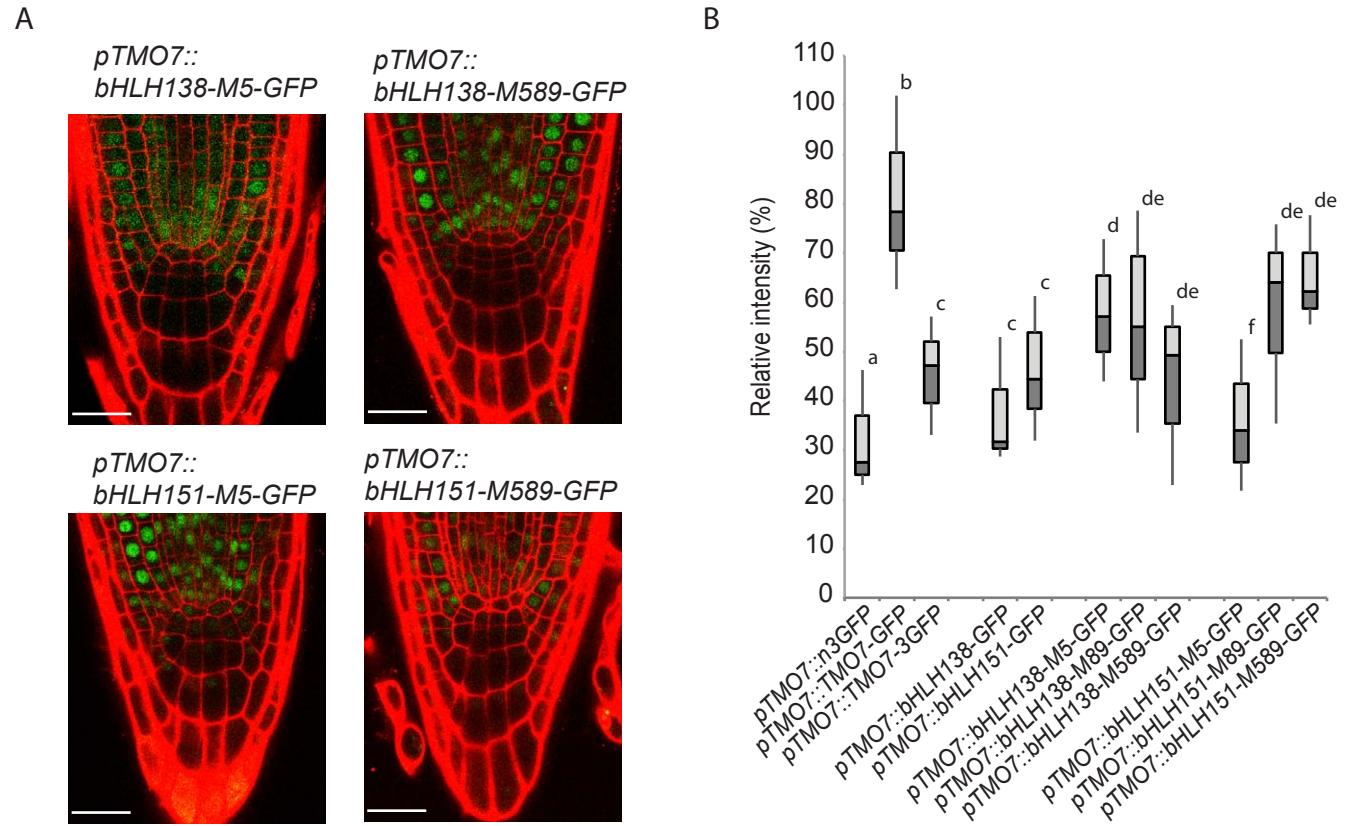 A
pTMO7::
bHLH138-M5-GFP
pTMO7::
bHLH138-M589-GFP
pTMO7::
bHLH151-M5-GFP
pTMO7::
bHLH151-M589-GFP
B
110
100
90
80
70
60
50
40
30
20
10
0
Relative intensity (%)
a
b
c
c
c
d
de
de
f
de
de
pTMO7::n3GFP
pTMO7::TMO7-GFP
pTMO7::TMO7-3GFP
pTMO7::bHLH138-GFP
pTMO7::bHLH151-GFP
pTMO7::bHLH138-M5-GFP
pTMO7::bHLH138-M89-GFP
pTMO7::bHLH138-M589-GFP
pTMO7::bHLH151-M5-GFP
pTMO7::bHLH151-M89-GFP
pTMO7::bHLH151-M589-GFP